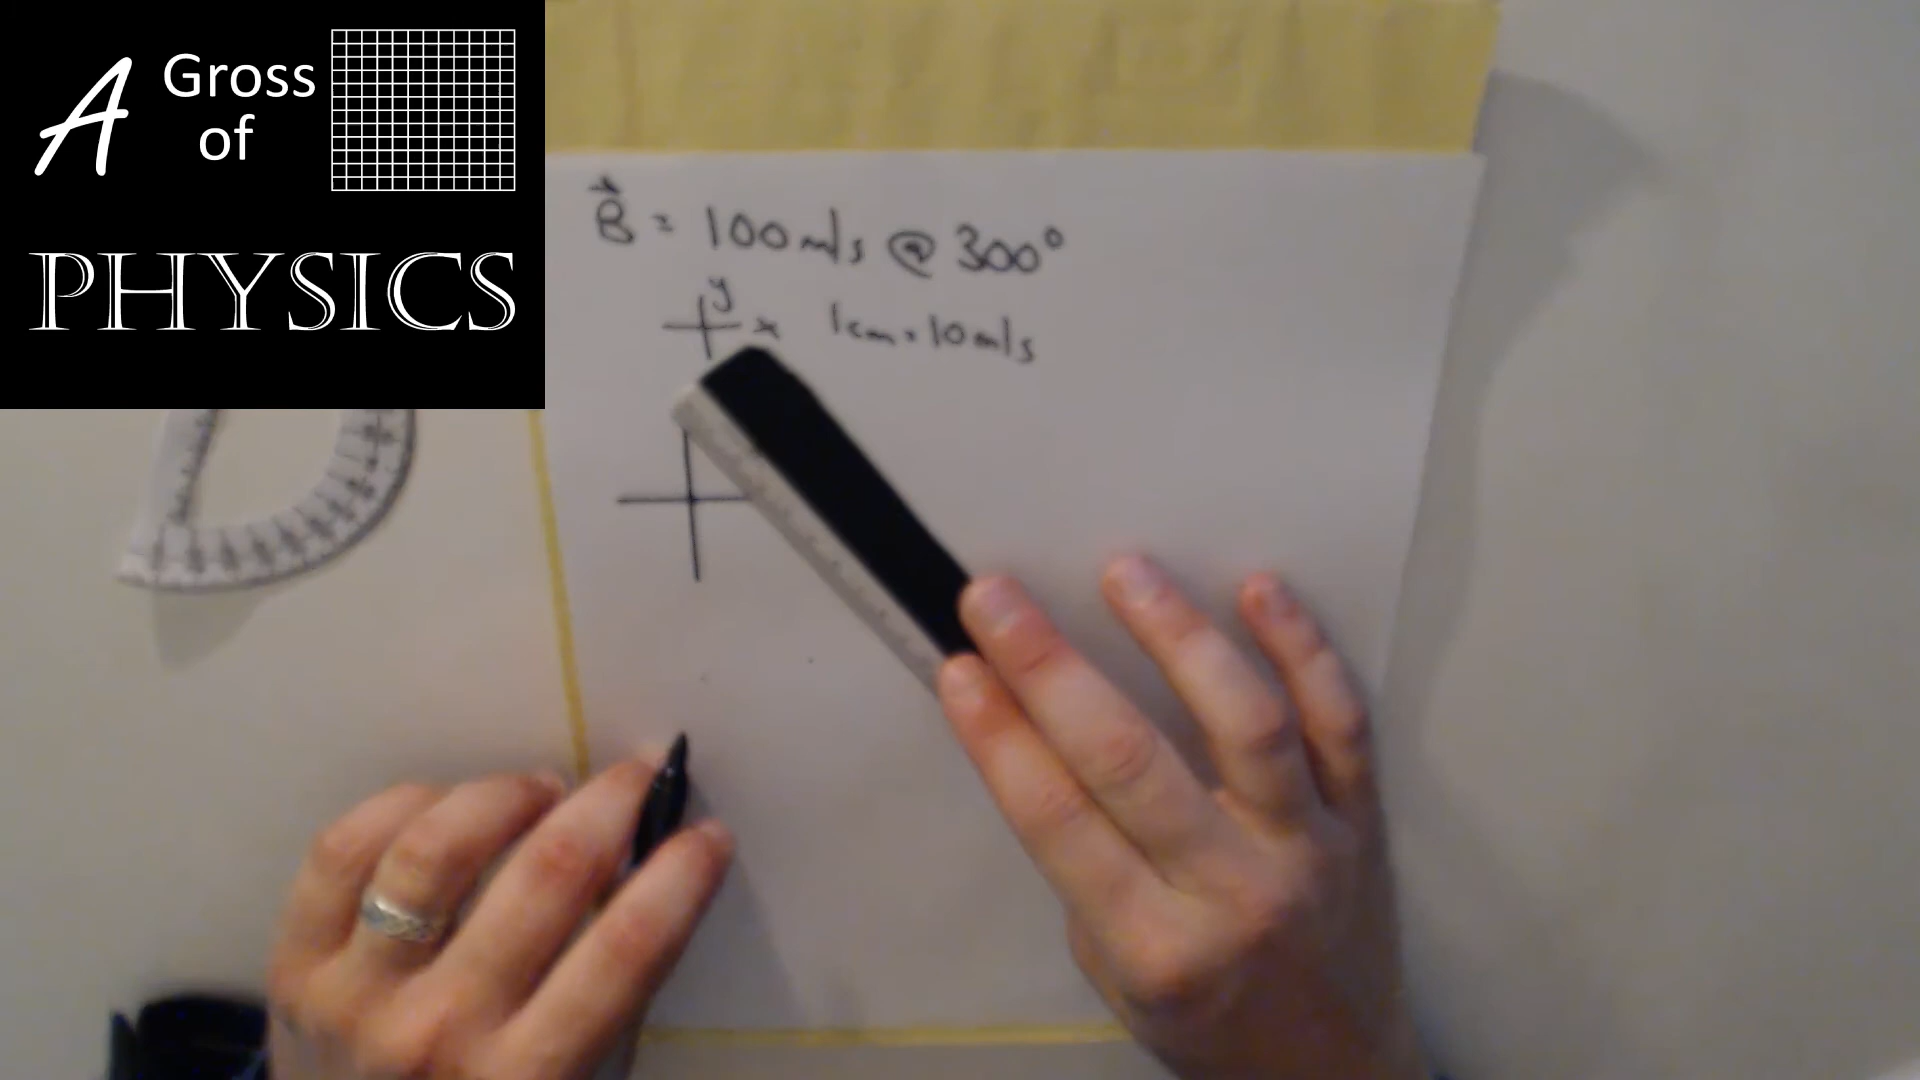 A Gross
of
PHYSICS
B = 100 m/s @ 300°
y
x 1cm = 10 m/s